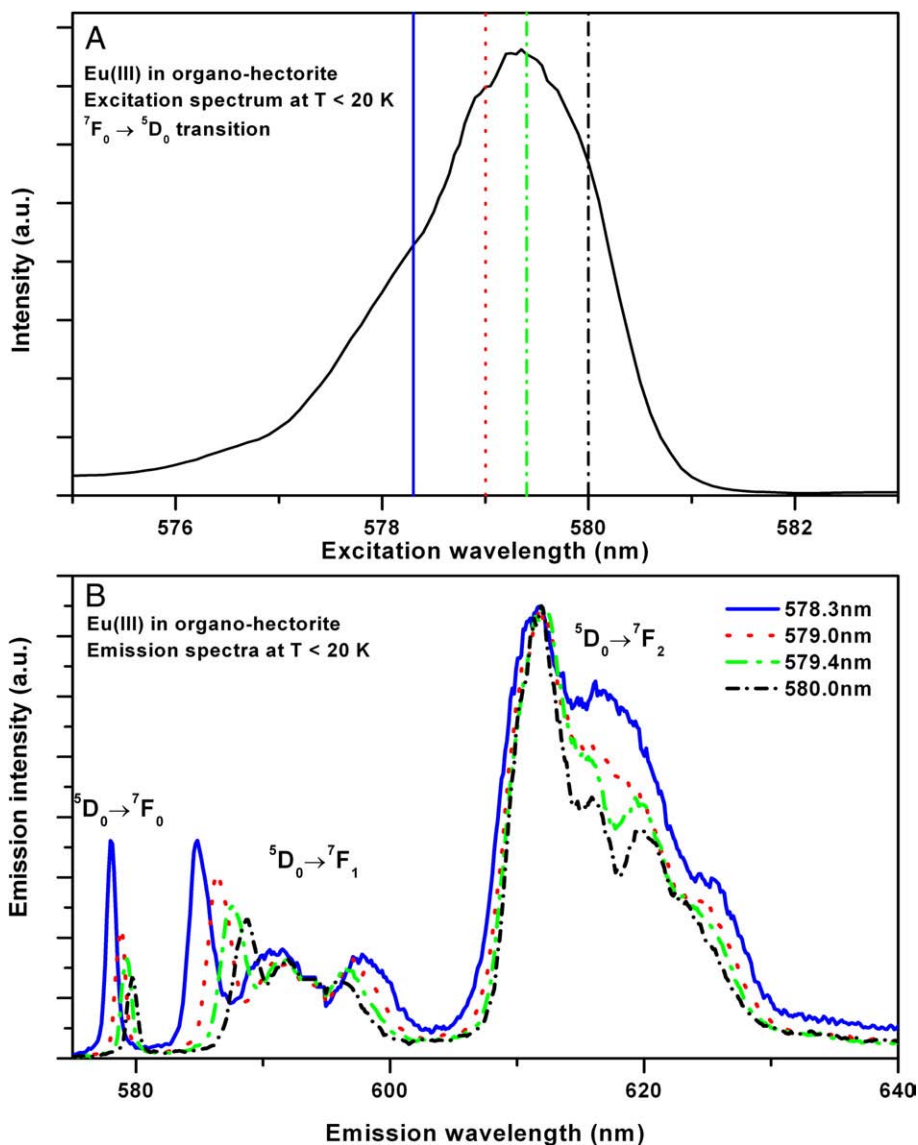 A
Eu(III) in organo-hectorite
Excitation spectrum at T < 20 K
⁷F₀ → ⁵D₀ transition
Intensity (a.u.)
576 578 580 582
Excitation wavelength (nm)
B
Eu(III) in organo-hectorite
Emission spectra at T < 20 K
⁵D₀→⁷F₂
578.3nm
579.0nm
579.4nm
580.0nm
⁵D₀→⁷F₀
⁵D₀→⁷F₁
Emission intensity (a.u.)
580 600 620 640
Emission wavelength (nm)